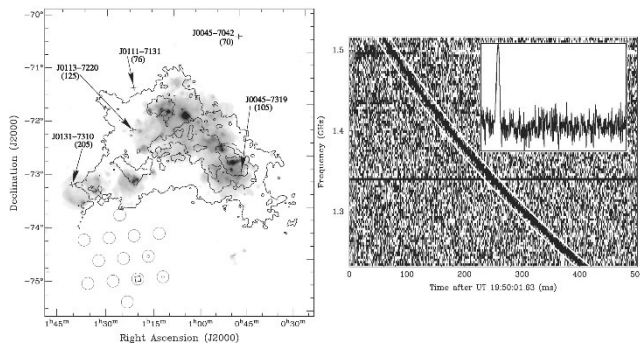 −70°
J0045−7042
(70)
J0111−7131
(76)
−71°
J0113−7220
(125)
J0045−7319
(105)
−72°
J0131−7310
(205)
−73°
−74°
−75°
Declination (J2000)
1h45m 1h30m 1h15m 1h00m 0h45m 0h30m
Right Ascension (J2000)
1.5
1.4
1.3
Frequency (GHz)
0 100 200 300 400 500
Time after UT 19:50:01.63 (ms)